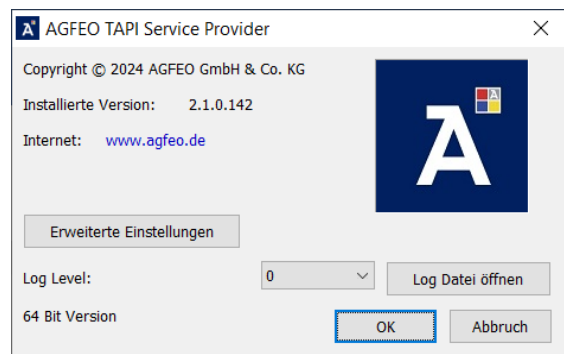 AGFEO TAPI Service Provider
Copyright © 2024 AGFEO GmbH & Co. KG
Installierte Version: 2.1.0.142
Internet: www.agfeo.de
A
A
Erweiterte Einstellungen
Log Level: 0 Log Datei öffnen
64 Bit Version
OK Abbruch